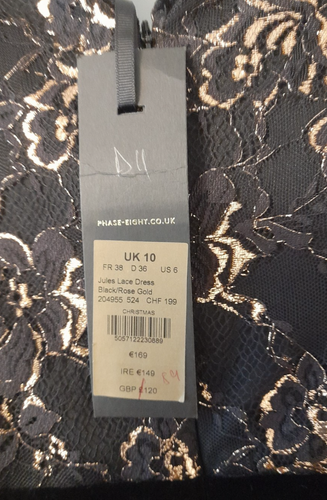 D11
PHASE-EIGHT.CO.UK
UK 10
FR 38 D 36 US 6
Jules Lace Dress
Black/Rose Gold
204955 524 CHF 199
CHRISTMAS
5057122230889
€169
IRE €149
GBP £120